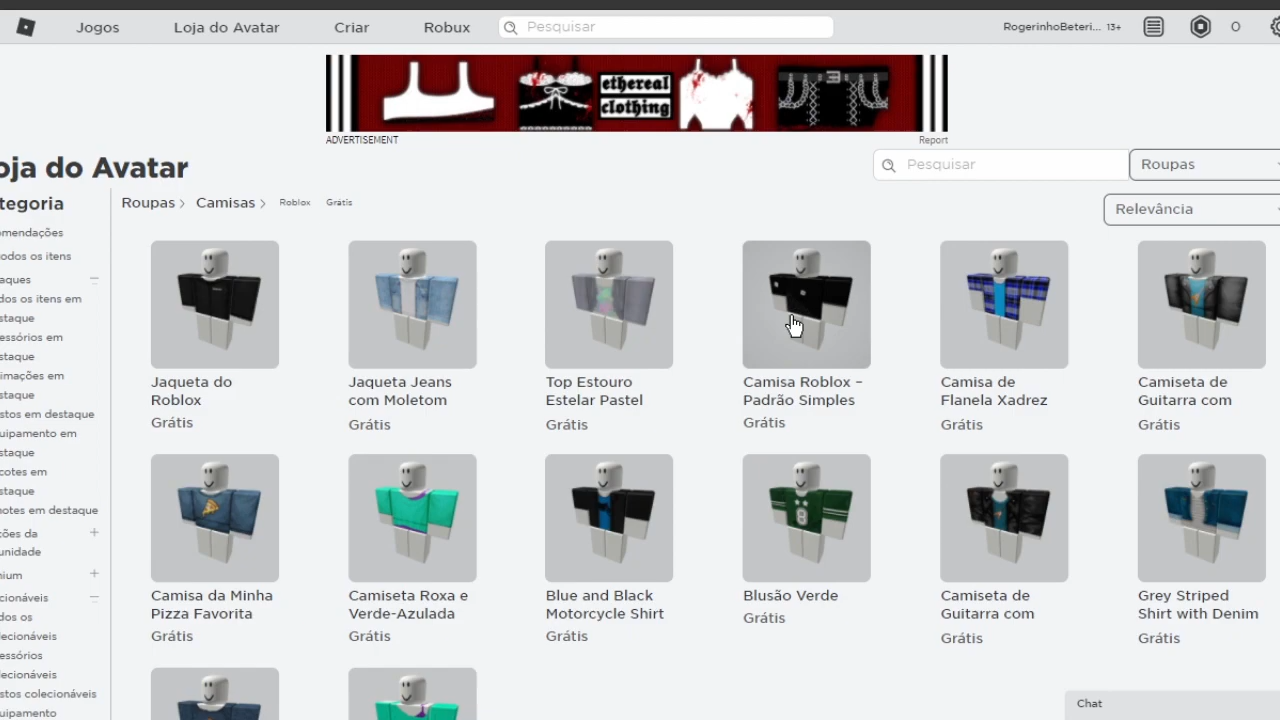 Jogos
Loja do Avatar
Criar
Robux
Pesquisar
RogerinhoBeteri... 13+
0
ethereal
clothing
ADVERTISEMENT
Report
oja do Avatar
Pesquisar
Roupas
tegoria
Roupas > Camisas > Roblox Grátis
Relevância
omendações
odos os itens
aques
dos os itens em
staque
essórios em
staque
imações em
staque
stos em destaque
uipamento em
staque
cotes em
staque
notes em destaque
ções da
unidade
nium
cionáveis
dos os
lecionáveis
essórios
lecionáveis
stos colecionáveis
uipamento
Jaqueta do
Roblox
Grátis
Jaqueta Jeans
com Moletom
Grátis
Top Estouro
Estelar Pastel
Grátis
Camisa Roblox –
Padrão Simples
Grátis
Camisa de
Flanela Xadrez
Grátis
Camiseta de
Guitarra com
Grátis
Camisa da Minha
Pizza Favorita
Grátis
Camiseta Roxa e
Verde-Azulada
Grátis
Blue and Black
Motorcycle Shirt
Grátis
Blusão Verde
Grátis
Camiseta de
Guitarra com
Grátis
Grey Striped
Shirt with Denim
Grátis
Chat